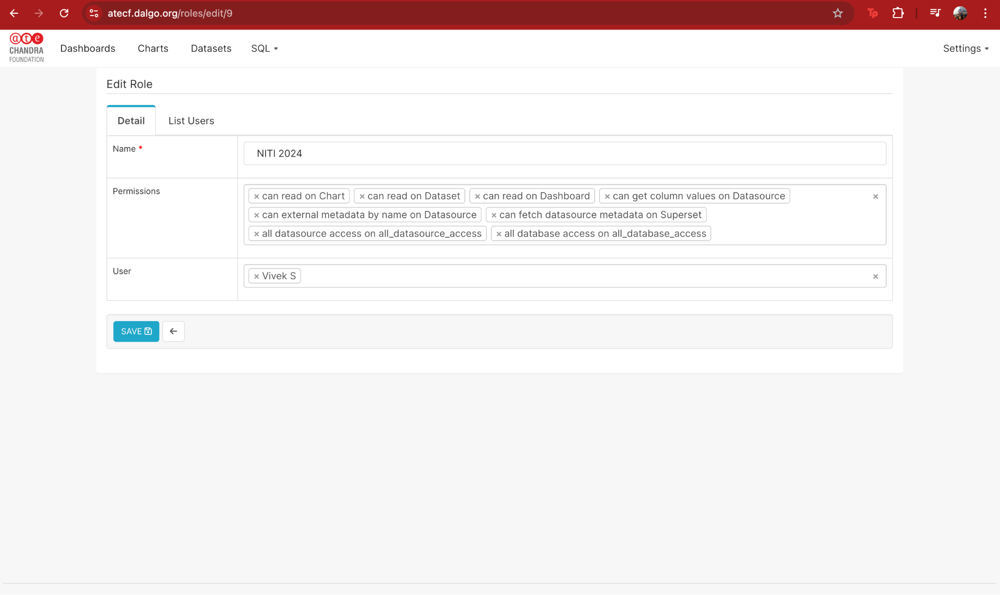 atecf.dalgo.org/roles/edit/9
Tp
ate
CHANDRA
FOUNDATION
Dashboards Charts Datasets SQL Settings
Edit Role
Detail List Users
Name * NITI 2024
Permissions × can read on Chart × can read on Dataset × can read on Dashboard × can get column values on Datasource ×
× can external metadata by name on Datasource × can fetch datasource metadata on Superset
× all datasource access on all_datasource_access × all database access on all_database_access
User × Vivek S ×
SAVE